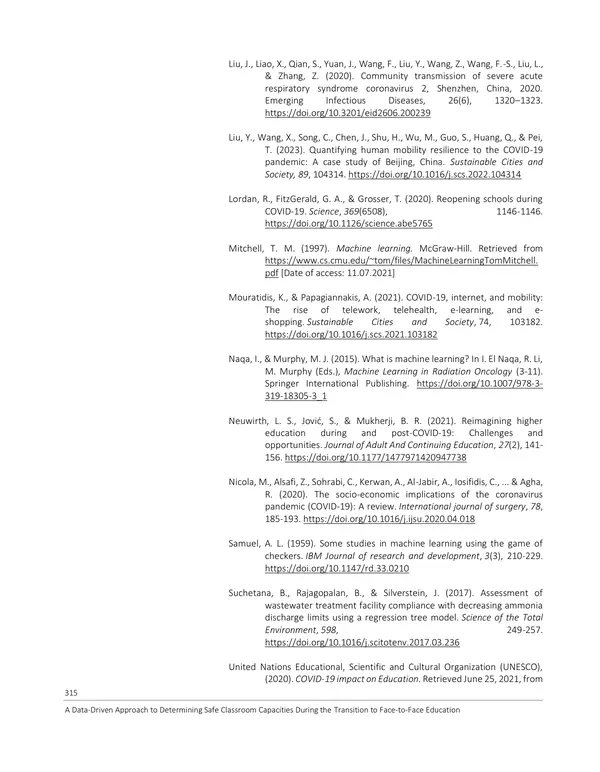 Liu, J., Liao, X., Qian, S., Yuan, J., Wang, F., Liu, Y., Wang, Z., Wang, F.-S., Liu, L.,
& Zhang, Z. (2020). Community transmission of severe acute
respiratory syndrome coronavirus 2, Shenzhen, China, 2020.
Emerging Infectious Diseases, 26(6), 1320–1323.
https://doi.org/10.3201/eid2606.200239
Liu, Y., Wang, X., Song, C., Chen, J., Shu, H., Wu, M., Guo, S., Huang, Q., & Pei,
T. (2023). Quantifying human mobility resilience to the COVID-19
pandemic: A case study of Beijing, China. Sustainable Cities and
Society, 89, 104314. https://doi.org/10.1016/j.scs.2022.104314
Lordan, R., FitzGerald, G. A., & Grosser, T. (2020). Reopening schools during
COVID-19. Science, 369(6508), 1146-1146.
https://doi.org/10.1126/science.abe5765
Mitchell, T. M. (1997). Machine learning. McGraw-Hill. Retrieved from
https://www.cs.cmu.edu/~tom/files/MachineLearningTomMitchell.
pdf [Date of access: 11.07.2021]
Mouratidis, K., & Papagiannakis, A. (2021). COVID-19, internet, and mobility:
The rise of telework, telehealth, e-learning, and e-
shopping. Sustainable Cities and Society, 74, 103182.
https://doi.org/10.1016/j.scs.2021.103182
Naqa, I., & Murphy, M. J. (2015). What is machine learning? In I. El Naqa, R. Li,
M. Murphy (Eds.), Machine Learning in Radiation Oncology (3-11).
Springer International Publishing. https://doi.org/10.1007/978-3-
319-18305-3_1
Neuwirth, L. S., Jović, S., & Mukherji, B. R. (2021). Reimagining higher
education during and post-COVID-19: Challenges and
opportunities. Journal of Adult And Continuing Education, 27(2), 141-
156. https://doi.org/10.1177/1477971420947738
Nicola, M., Alsafi, Z., Sohrabi, C., Kerwan, A., Al-Jabir, A., Iosifidis, C., ... & Agha,
R. (2020). The socio-economic implications of the coronavirus
pandemic (COVID-19): A review. International journal of surgery, 78,
185-193. https://doi.org/10.1016/j.ijsu.2020.04.018
Samuel, A. L. (1959). Some studies in machine learning using the game of
checkers. IBM Journal of research and development, 3(3), 210-229.
https://doi.org/10.1147/rd.33.0210
Suchetana, B., Rajagopalan, B., & Silverstein, J. (2017). Assessment of
wastewater treatment facility compliance with decreasing ammonia
discharge limits using a regression tree model. Science of the Total
Environment, 598, 249-257.
https://doi.org/10.1016/j.scitotenv.2017.03.236
United Nations Educational, Scientific and Cultural Organization (UNESCO),
(2020). COVID-19 impact on Education. Retrieved June 25, 2021, from
315
A Data-Driven Approach to Determining Safe Classroom Capacities During the Transition to Face-to-Face Education